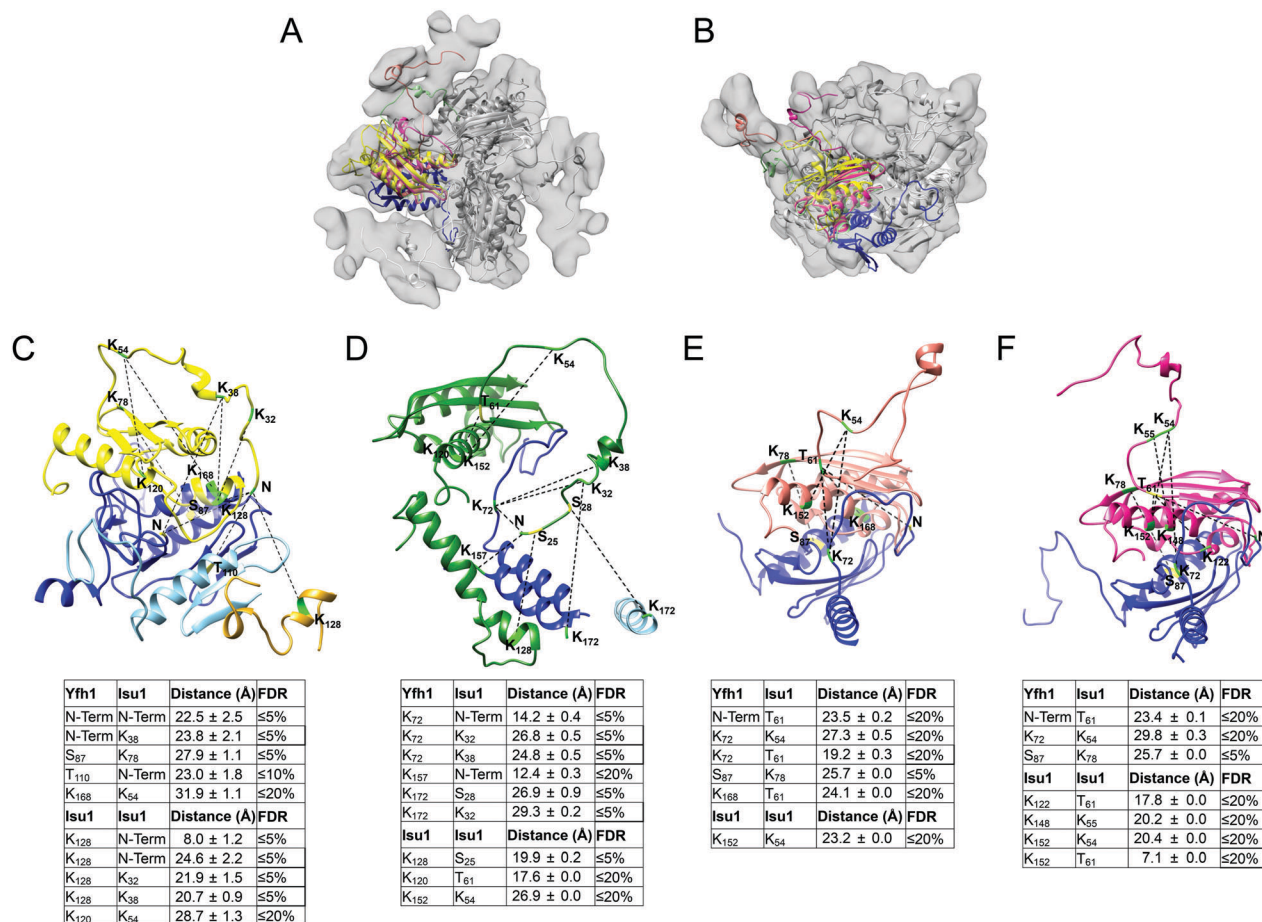 A
B
C
D
E
F
K54
K38
K78
K32
K168
K120
S87
N
K128
N
T110
K128
K54
T61
K120
K152
K38
K32
K72
S28
N
S25
K157
K172
K128
K172
K54
K78
T61
K152
K168
N
S87
K72
K55
K54
K78
T61
K152
K148
N
K122
K72
S87
Yfh1 Isu1 Distance (Å) FDR
N-Term N-Term 22.5 ± 2.5 ≤5%
N-Term K38 23.8 ± 2.1 ≤5%
S87 K78 27.9 ± 1.1 ≤5%
T110 N-Term 23.0 ± 1.8 ≤10%
K168 K54 31.9 ± 1.1 ≤20%
Isu1 Isu1 Distance (Å) FDR
K128 N-Term 8.0 ± 1.2 ≤5%
K128 N-Term 24.6 ± 2.2 ≤5%
K128 K32 21.9 ± 1.5 ≤5%
K128 K38 20.7 ± 0.9 ≤5%
K120 K54 28.7 ± 1.3 ≤20%
Yfh1 Isu1 Distance (Å) FDR
K72 N-Term 14.2 ± 0.4 ≤5%
K72 K32 26.8 ± 0.5 ≤5%
K72 K38 24.8 ± 0.5 ≤5%
K157 N-Term 12.4 ± 0.3 ≤20%
K172 S28 26.9 ± 0.9 ≤5%
K172 K32 29.3 ± 0.2 ≤5%
Isu1 Isu1 Distance (Å) FDR
K128 S25 19.9 ± 0.2 ≤5%
K120 T61 17.6 ± 0.0 ≤20%
K152 K54 26.9 ± 0.0 ≤20%
Yfh1 Isu1 Distance (Å) FDR
N-Term T61 23.5 ± 0.2 ≤20%
K72 K54 27.3 ± 0.5 ≤20%
K72 T61 19.2 ± 0.3 ≤20%
S87 K78 25.7 ± 0.0 ≤5%
K168 T61 24.1 ± 0.0 ≤20%
Isu1 Isu1 Distance (Å) FDR
K152 K54 23.2 ± 0.0 ≤20%
Yfh1 Isu1 Distance (Å) FDR
N-Term T61 23.4 ± 0.1 ≤20%
K72 K54 29.8 ± 0.3 ≤20%
S87 K78 25.7 ± 0.0 ≤5%
Isu1 Isu1 Distance (Å) FDR
K122 T61 17.8 ± 0.0 ≤20%
K148 K55 20.2 ± 0.0 ≤20%
K152 K54 20.4 ± 0.0 ≤20%
K152 T61 7.1 ± 0.0 ≤20%